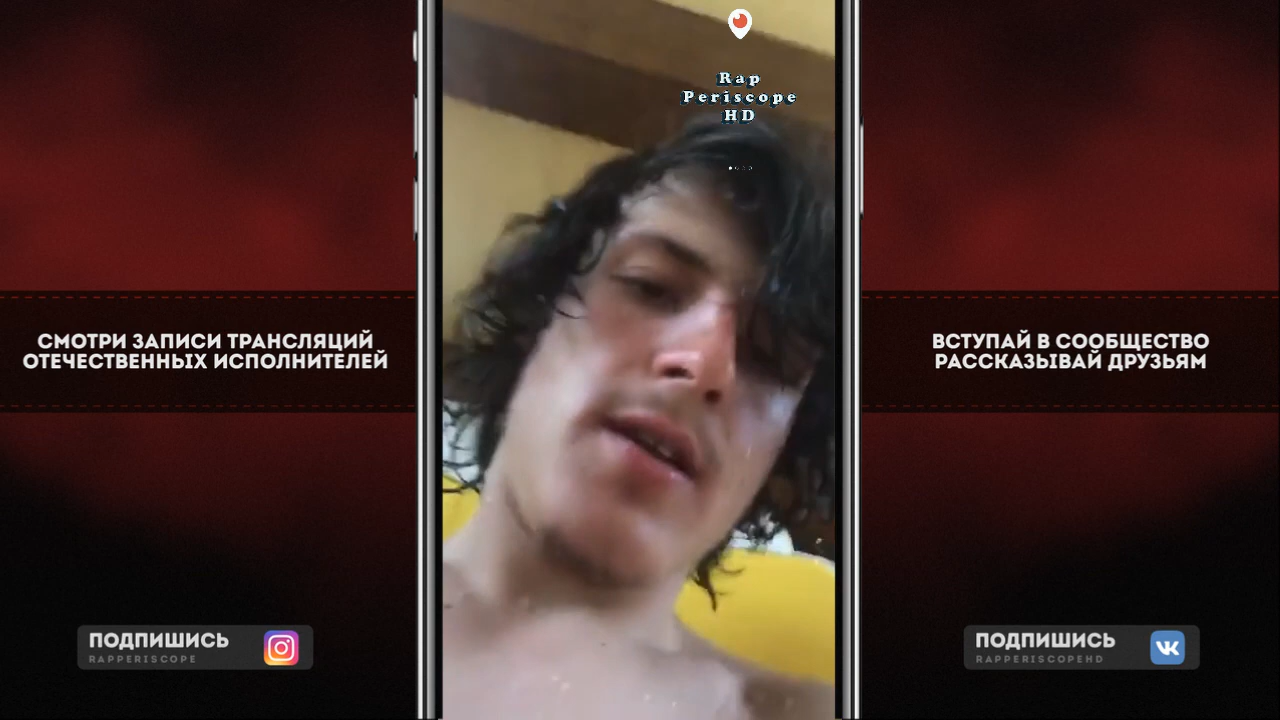 Rap
Periscope
HD
СМОТРИ ЗАПИСИ ТРАНСЛЯЦИЙ
ОТЕЧЕСТВЕННЫХ ИСПОЛНИТЕЛЕЙ
ВСТУПАЙ В СООБЩЕСТВО
РАССКАЗЫВАЙ ДРУЗЬЯМ
ПОДПИШИСЬ
RAPPERISCOPE
ПОДПИШИСЬ
RAPPERISCOPEHD